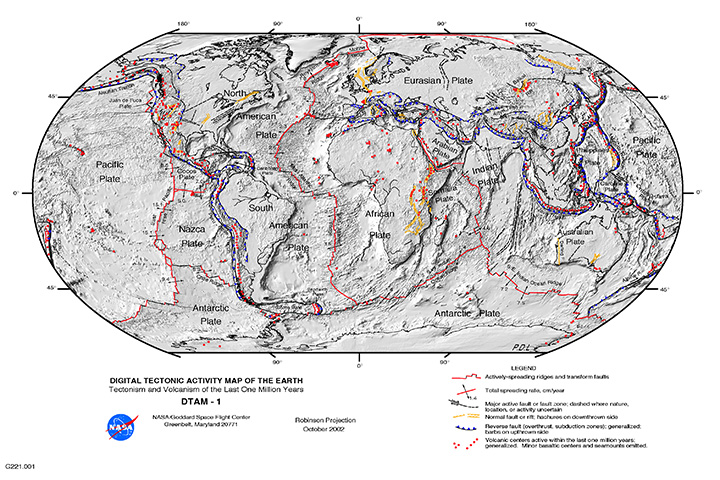 180°
90°
0°
90°
150°
Eurasian Plate
Aleutian Trench
Juan de Fuca
Plate
45°
45°
North
American
Plate
Pacific
Plate
Pacific
Plate
Philippine
Plate
Arabian
Plate
Indian
Plate
Cocos
Plate
Caroline
Plate
Somalia
Plate
0°
0°
South
American
Plate
African
Plate
Nazca
Plate
Australian
Plate
45°
45°
S.E. Indian Ocean Ridge
Antarctic
Plate
Antarctic Plate
P.D.L.
90°
0°
90°
DIGITAL TECTONIC ACTIVITY MAP OF THE EARTH
Tectonism and Volcanism of the Last One Million Years
DTAM - 1
NASA
NASA/Goddard Space Flight Center
Greenbelt, Maryland 20771
Robinson Projection
October 2002
LEGEND
Actively-spreading ridges and transform faults
Total spreading rate, cm/year
Major active fault or fault zone; dashed where nature,
location, or activity uncertain
Normal fault or rift; hachures on downthrown side
Reverse fault (overthrust, subduction zones); generalized;
barbs on upthrown side
Volcanic centers active within the last one million years;
generalized. Minor basaltic centers and seamounts omitted.
G221.001